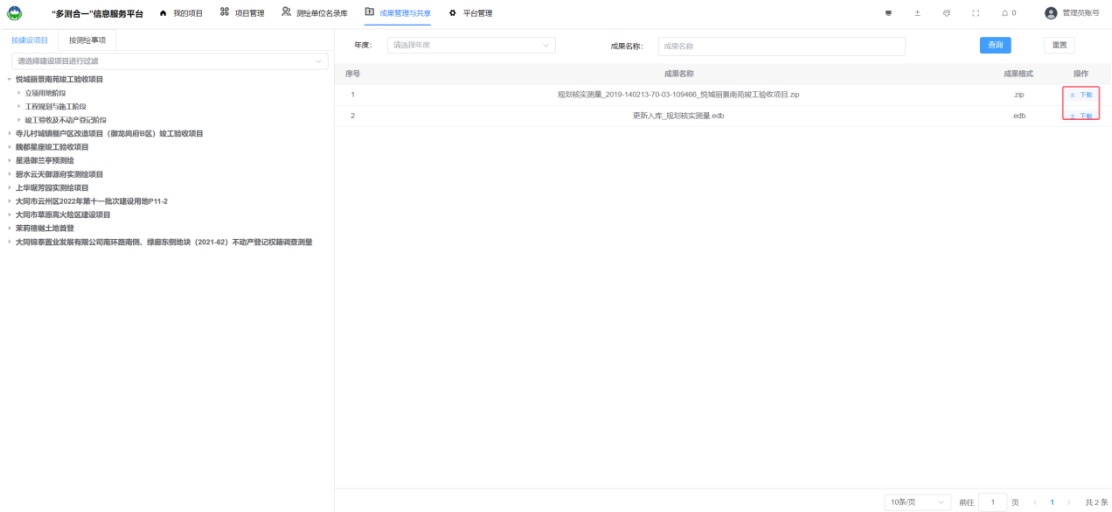 “多测合一”信息服务平台 我的项目 项目管理 测绘单位名录库 成果管理与共享 平台管理 0 管理员账号
按建设项目 按测绘事项
请选择建设项目进行过滤
悦城丽景南苑竣工验收项目
立项用地阶段
工程规划与施工阶段
竣工验收及不动产登记阶段
寺儿村城镇棚户区改造项目（御龙尚府B区）竣工验收项目
魏都星座竣工验收项目
星港御兰亭预测绘
碧水云天御源府实测绘项目
上华琚芳园实测绘项目
大同市云州区2022年第十一批次建设用地P11-2
大同市草原高火险区建设项目
茉莉槿樾土地首登
大同锦泰置业发展有限公司南环路南侧、绿廊东侧地块（2021-62）不动产登记权籍调查测量
年度： 请选择年度 成果名称： 成果名称 查询 重置
序号 成果名称 成果格式 操作
1 规划核实测量_2019-140213-70-03-109466_悦城丽景南苑竣工验收项目.zip .zip 下载
2 更新入库_规划核实测量.edb .edb 下载
10条/页 前往 1 页 1 共 2 条